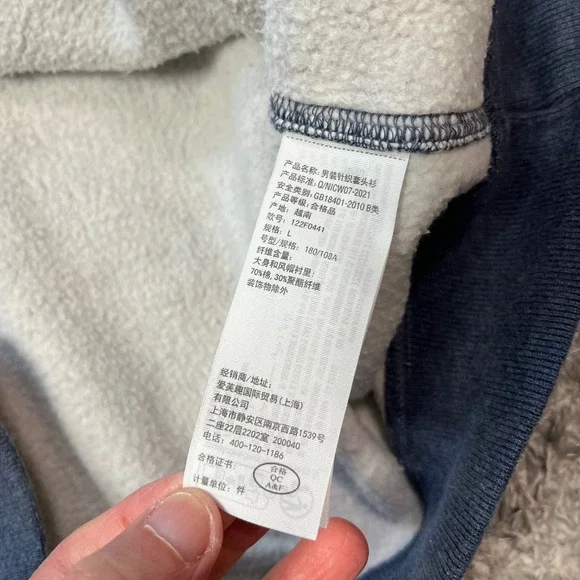 产品名称: 男装针织套头衫
产品标准: Q/NICW07-2021
安全类别: GB18401-2010 B类
产品等级: 合格品
产地: 越南
款号: 122F0441
规格: L
号型/规格: 180/108A
纤维含量:
大身和风帽衬里:
70%棉, 30%聚酯纤维
装饰物除外
经销商/地址:
爱芙趣国际贸易(上海)
有限公司
上海市静安区南京西路1539号
二座22层2202室 200040
电话: 400-120-1186
合格证书:
合格
QC
A&F
计量单位: 件